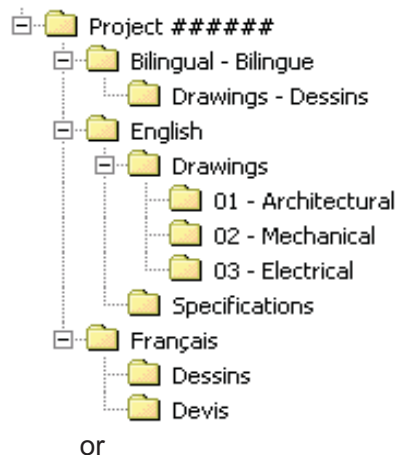 Project ######
Bilingual - Bilingue
Drawings - Dessins
English
Drawings
01 - Architectural
02 - Mechanical
03 - Electrical
Specifications
Français
Dessins
Devis
or